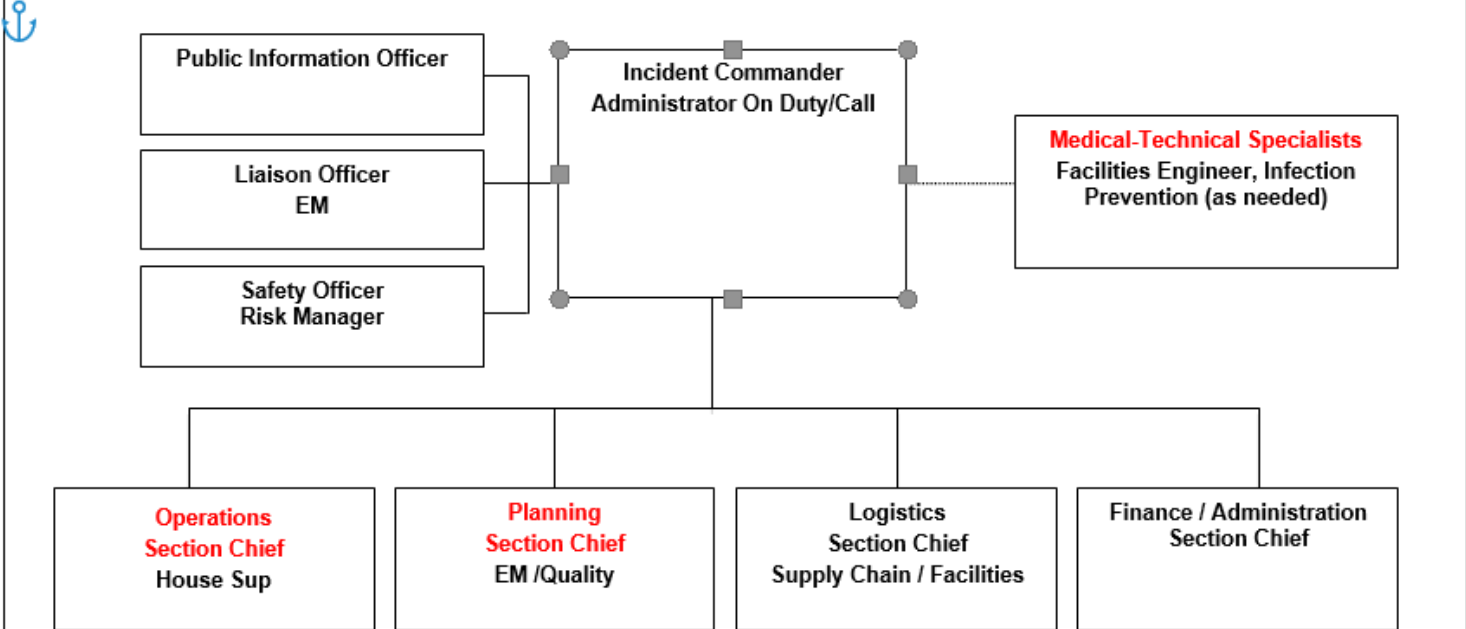 Public Information Officer
Incident Commander
Administrator On Duty/Call
Medical-Technical Specialists
Facilities Engineer, Infection
Prevention (as needed)
Liaison Officer
EM
Safety Officer
Risk Manager
Operations
Section Chief
House Sup
Planning
Section Chief
EM /Quality
Logistics
Section Chief
Supply Chain / Facilities
Finance / Administration
Section Chief